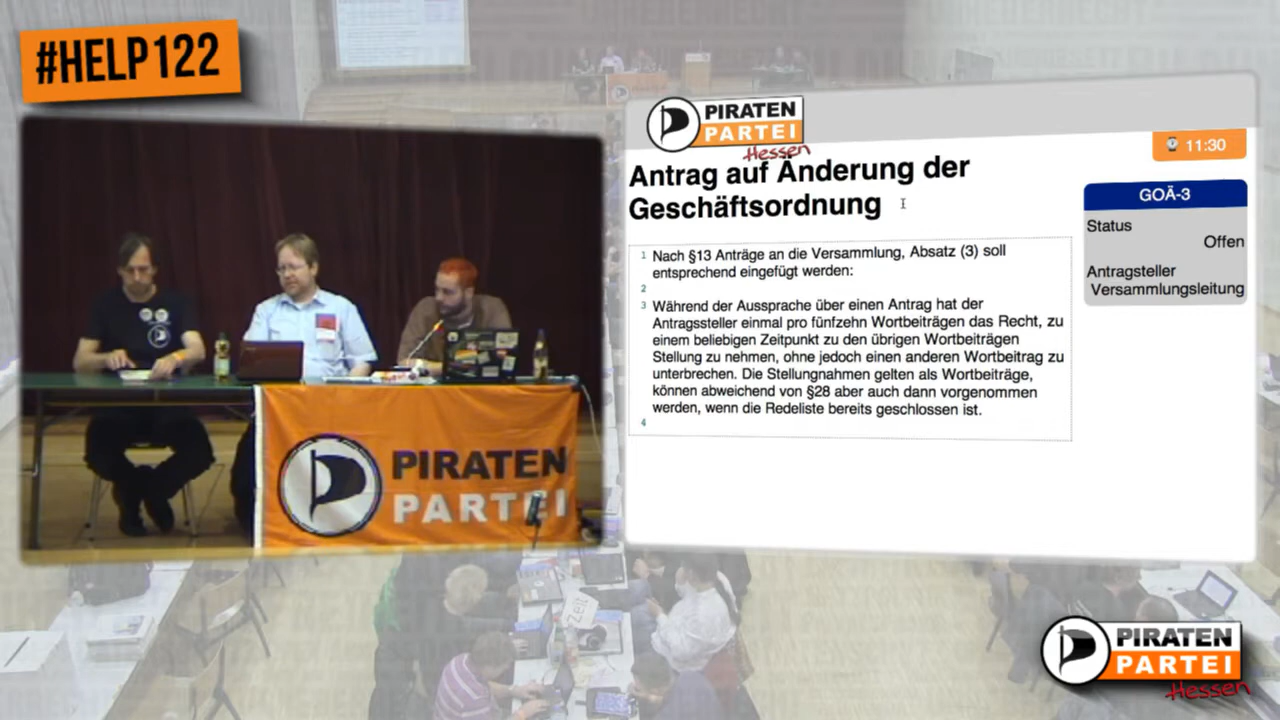 #HELP122
PIRATEN
PARTEI
Hessen
11:30
Antrag auf Änderung der
Geschäftsordnung
GOÄ-3
Status
Offen
Antragsteller
Versammlungsleitung
1 Nach §13 Anträge an die Versammlung, Absatz (3) soll
entsprechend eingefügt werden:
2
3 Während der Aussprache über einen Antrag hat der
Antragssteller einmal pro fünfzehn Wortbeiträgen das Recht, zu
einem beliebigen Zeitpunkt zu den übrigen Wortbeiträgen
Stellung zu nehmen, ohne jedoch einen anderen Wortbeitrag zu
unterbrechen. Die Stellungnahmen gelten als Wortbeiträge,
können abweichend von §28 aber auch dann vorgenommen
werden, wenn die Redeliste bereits geschlossen ist.
4
PIRATEN
PARTEI
Zeit
PIRATEN
PARTEI
Hessen